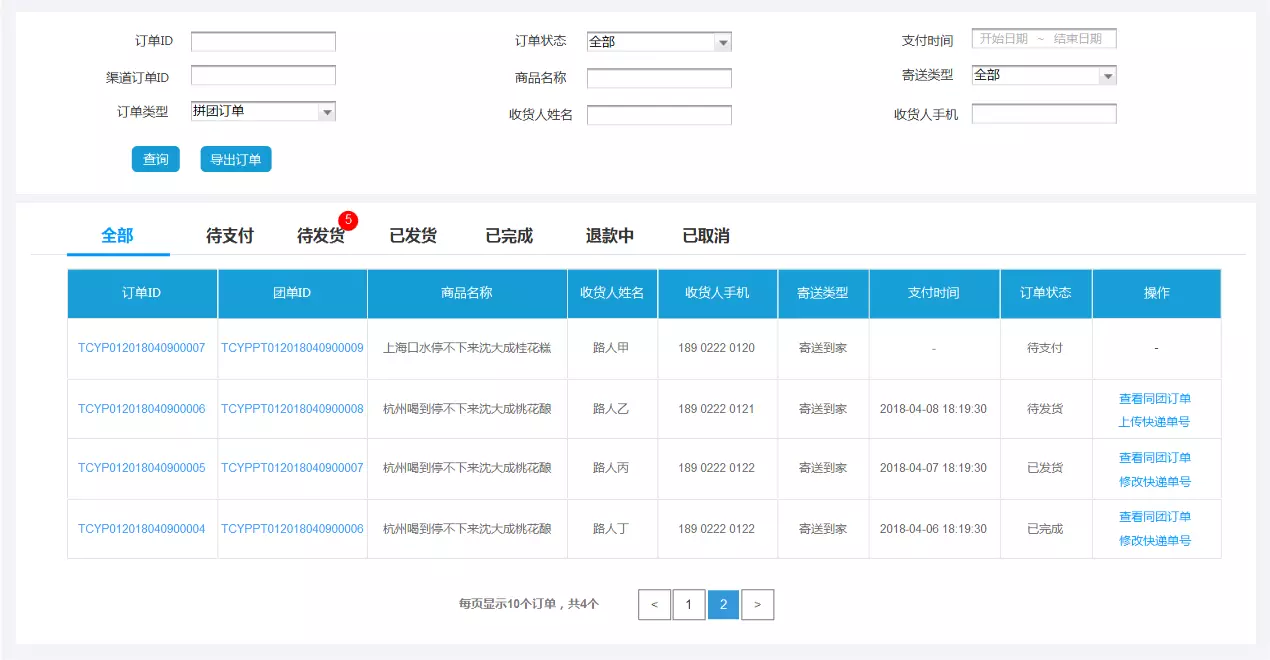 订单ID 订单状态 全部 支付时间 开始日期 ~ 结束日期
渠道订单ID 商品名称 寄送类型 全部
订单类型 拼团订单 收货人姓名 收货人手机
查询 导出订单
全部 待支付 待发货 5 已发货 已完成 退款中 已取消
订单ID 团单ID 商品名称 收货人姓名 收货人手机 寄送类型 支付时间 订单状态 操作
TCYP012018040900007 TCYPPT012018040900009 上海口水停不下来沈大成桂花糕 路人甲 189 0222 0120 寄送到家 - 待支付 -
TCYP012018040900006 TCYPPT012018040900008 杭州喝到停不下来沈大成桃花酿 路人乙 189 0222 0121 寄送到家 2018-04-08 18:19:30 待发货 查看同团订单
上传快递单号
TCYP012018040900005 TCYPPT012018040900007 杭州喝到停不下来沈大成桃花酿 路人丙 189 0222 0122 寄送到家 2018-04-07 18:19:30 已发货 查看同团订单
修改快递单号
TCYP012018040900004 TCYPPT012018040900006 杭州喝到停不下来沈大成桃花酿 路人丁 189 0222 0122 寄送到家 2018-04-06 18:19:30 已完成 查看同团订单
修改快递单号
每页显示10个订单，共4个 < 1 2 >